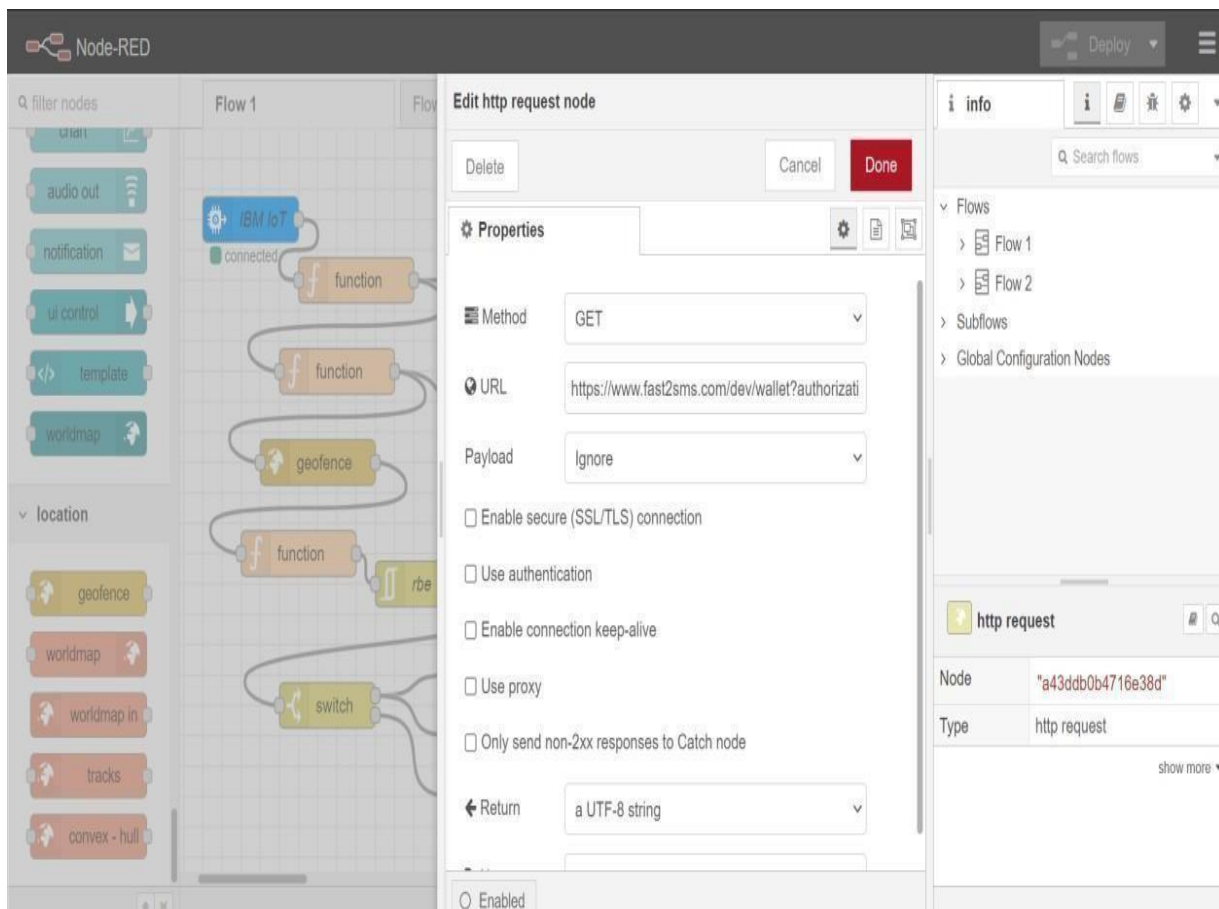 Node-RED
Deploy
filter nodes
chart
audio out
notification
ui control
template
worldmap
location
geofence
worldmap
worldmap in
tracks
convex - hull
Flow 1
Flow
IBM IoT
connected
function
function
geofence
function
rbe
switch
Edit http request node
Delete
Cancel
Done
Properties
Method
GET
URL
https://www.fast2sms.com/dev/wallet?authorizati
Payload
Ignore
Enable secure (SSL/TLS) connection
Use authentication
Enable connection keep-alive
Use proxy
Only send non-2xx responses to Catch node
Return
a UTF-8 string
Enabled
i info
Search flows
Flows
Flow 1
Flow 2
Subflows
Global Configuration Nodes
http request
Node "a43ddb0b4716e38d"
Type http request
show more